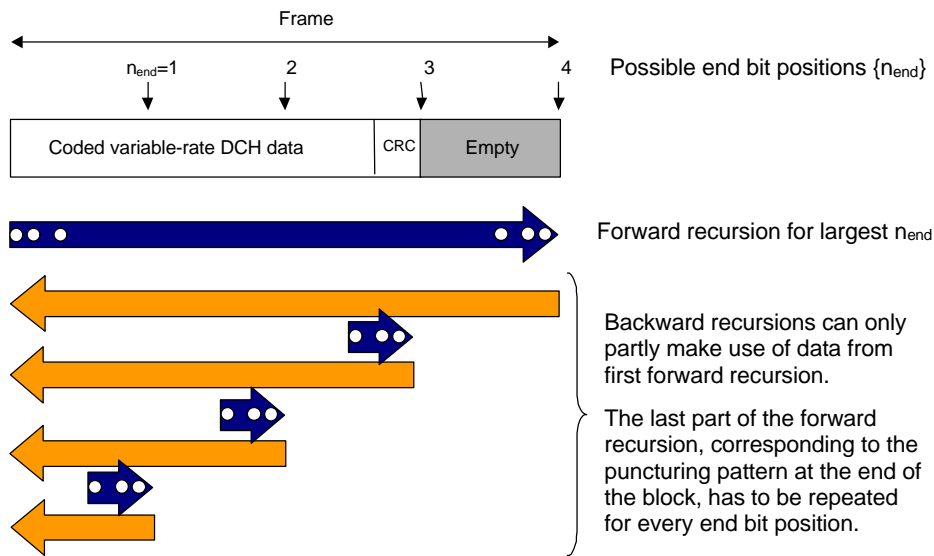 Frame
n_end=1 2 3 4
Possible end bit positions {n_end}
Coded variable-rate DCH data CRC Empty
Forward recursion for largest n_end
Backward recursions can only
partly make use of data from
first forward recursion.
The last part of the forward
recursion, corresponding to the
puncturing pattern at the end of
the block, has to be repeated
for every end bit position.